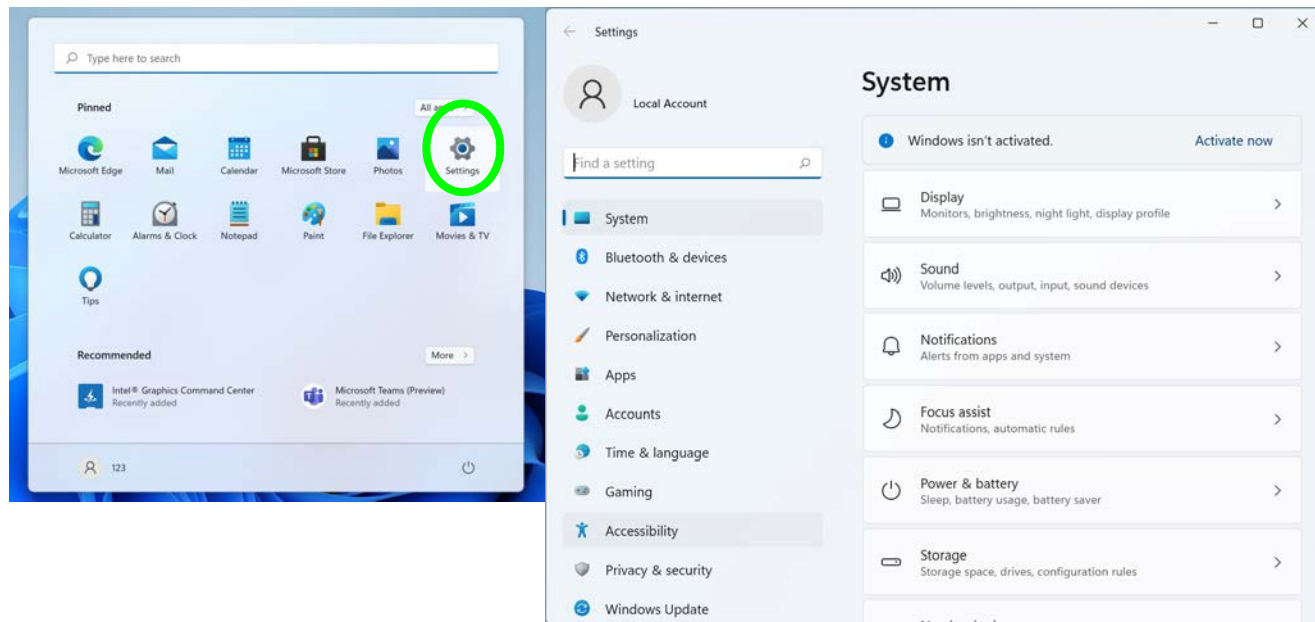 Type here to search
Pinned
All
Microsoft Edge
Mail
Calendar
Microsoft Store
Photos
Settings
Calculator
Alarms & Clock
Notepad
Paint
File Explorer
Movies & TV
Tips
Recommended
More
Intel® Graphics Command Center
Recently added
Microsoft Teams (Preview)
Recently added
123
Settings
Local Account
Find a setting
System
Bluetooth & devices
Network & internet
Personalization
Apps
Accounts
Time & language
Gaming
Accessibility
Privacy & security
Windows Update
System
Windows isn't activated.
Activate now
Display
Monitors, brightness, night light, display profile
Sound
Volume levels, output, input, sound devices
Notifications
Alerts from apps and system
Focus assist
Notifications, automatic rules
Power & battery
Sleep, battery usage, battery saver
Storage
Storage space, drives, configuration rules